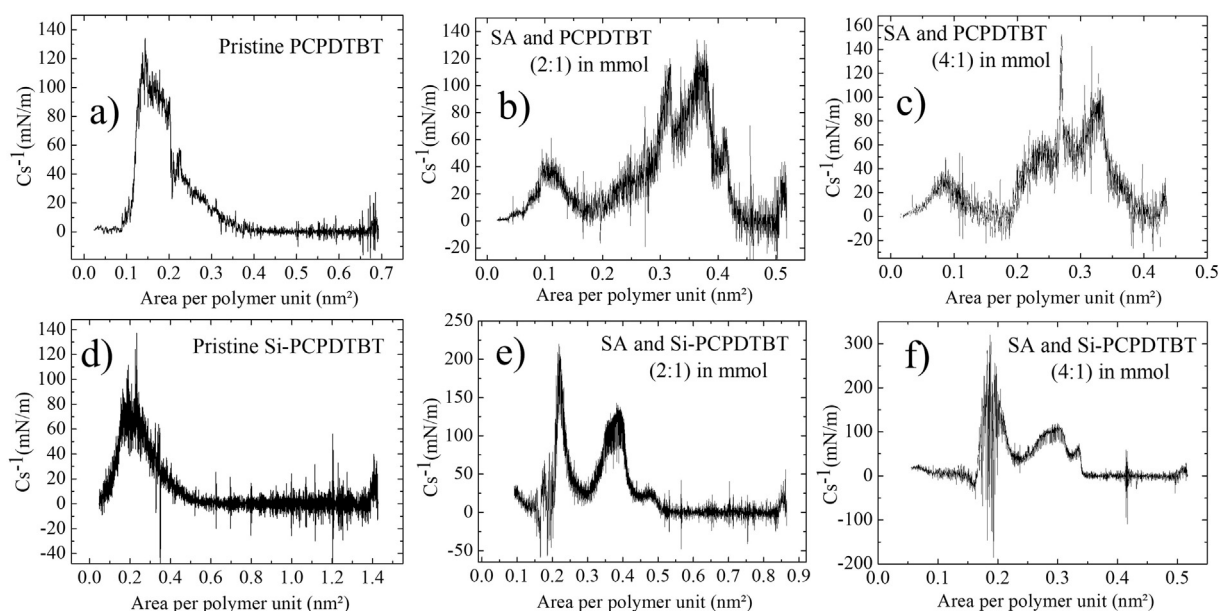 a)
Pristine PCPDTBT
Cs⁻¹(mN/m)
140
120
100
80
60
40
20
0
-20
0.0 0.1 0.2 0.3 0.4 0.5 0.6 0.7
Area per polymer unit (nm²)
b)
SA and PCPDTBT
(2:1) in mmol
Cs⁻¹(mN/m)
140
120
100
80
60
40
20
0
-20
0.0 0.1 0.2 0.3 0.4 0.5
Area per polymer unit (nm²)
c)
SA and PCPDTBT
(4:1) in mmol
Cs⁻¹(mN/m)
160
140
120
100
80
60
40
20
0
-20
0.0 0.1 0.2 0.3 0.4 0.5
Area per polymer unit (nm²)
d)
Pristine Si-PCPDTBT
Cs⁻¹(mN/m)
140
120
100
80
60
40
20
0
-20
-40
0.0 0.2 0.4 0.6 0.8 1.0 1.2 1.4
Area per polymer unit (nm²)
e)
SA and Si-PCPDTBT
(2:1) in mmol
Cs⁻¹(mN/m)
250
200
150
100
50
0
-50
0.0 0.1 0.2 0.3 0.4 0.5 0.6 0.7 0.8 0.9
Area per polymer unit (nm²)
f)
SA and Si-PCPDTBT
(4:1) in mmol
Cs⁻¹(mN/m)
300
200
100
0
-100
-200
0.0 0.1 0.2 0.3 0.4 0.5
Area per polymer unit (nm²)